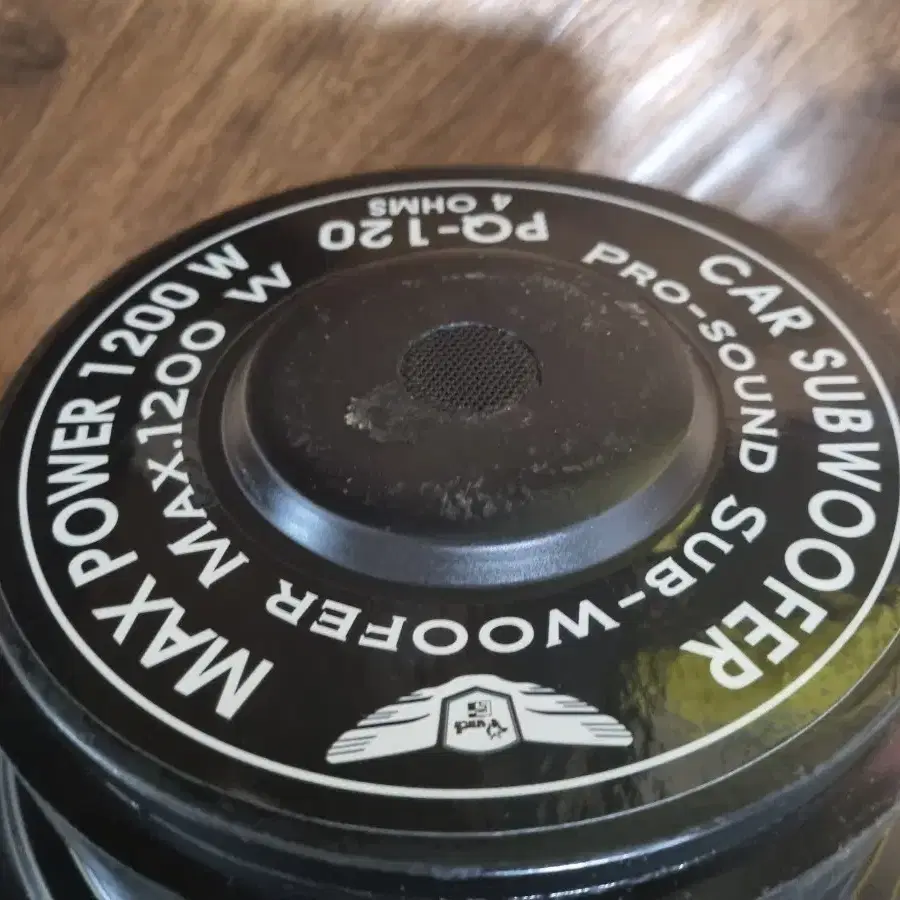 CAR SUBWOOFER
MAX POWER 1200 W
PRO-SOUND SUB-WOOFER MAX.1200 W
PQ-120
4 OHMS